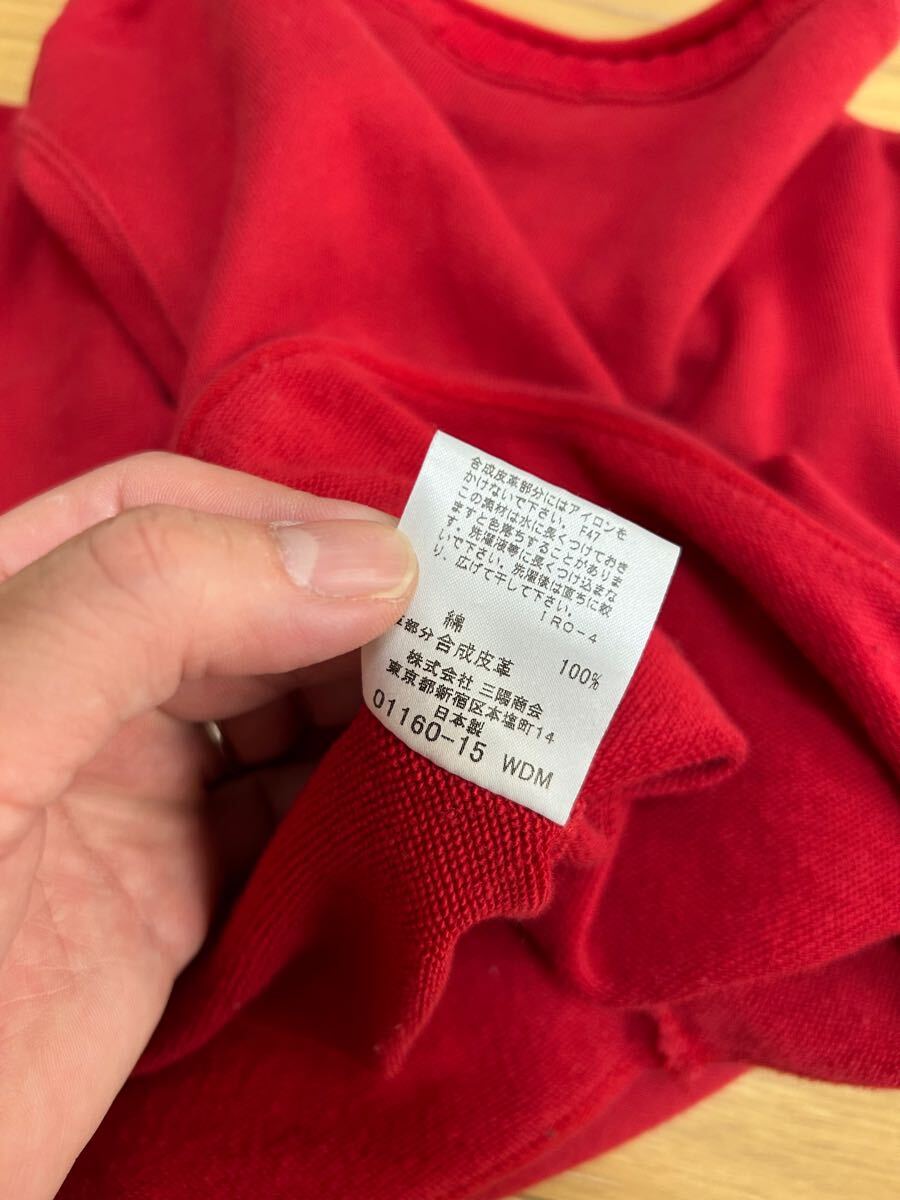 合成皮革部分にはアイロンを
かけないで下さい. F47
この素材は水に長くつけておき
ますと色落ちすることがありま
す. 洗濯液等に長くつけ込まな
いで下さい. 洗濯後は直ちに絞
り, 広げて干して下さい.
IRO-4
綿 100%
部分 合成皮革
株式会社 三陽商会
東京都新宿区本塩町14
日本製
01160-15 WDM